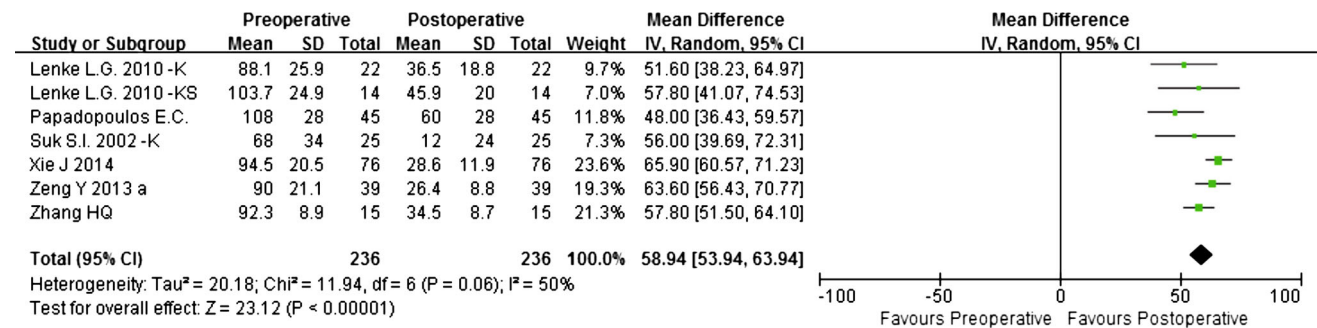 Preoperative Postoperative Mean Difference Mean Difference
Study or Subgroup Mean SD Total Mean SD Total Weight IV, Random, 95% CI IV, Random, 95% CI
Lenke L.G. 2010 -K 88.1 25.9 22 36.5 18.8 22 9.7% 51.60 [38.23, 64.97]
Lenke L.G. 2010 -KS 103.7 24.9 14 45.9 20 14 7.0% 57.80 [41.07, 74.53]
Papadopoulos E.C. 108 28 45 60 28 45 11.8% 48.00 [36.43, 59.57]
Suk S.I. 2002 -K 68 34 25 12 24 25 7.3% 56.00 [39.69, 72.31]
Xie J 2014 94.5 20.5 76 28.6 11.9 76 23.6% 65.90 [60.57, 71.23]
Zeng Y 2013 a 90 21.1 39 26.4 8.8 39 19.3% 63.60 [56.43, 70.77]
Zhang HQ 92.3 8.9 15 34.5 8.7 15 21.3% 57.80 [51.50, 64.10]
Total (95% CI) 236 236 100.0% 58.94 [53.94, 63.94]
Heterogeneity: Tau² = 20.18; Chi² = 11.94, df = 6 (P = 0.06); I² = 50%
Test for overall effect: Z = 23.12 (P < 0.00001)
-100 -50 0 50 100
Favours Preoperative Favours Postoperative